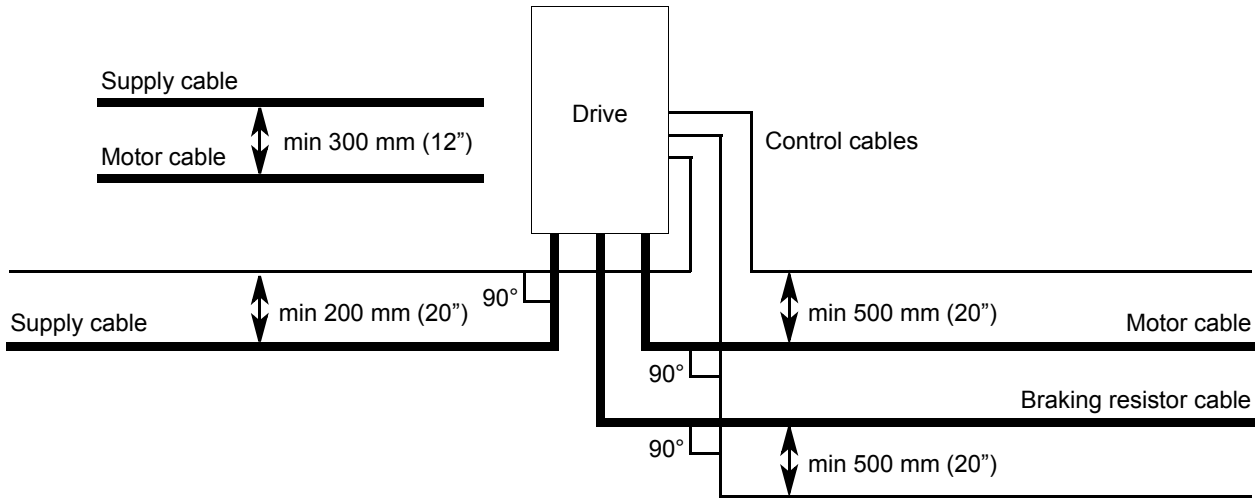 Supply cable
Drive
min 300 mm (12”)
Control cables
Motor cable
90°
min 200 mm (20”)
min 500 mm (20”)
Supply cable
Motor cable
90°
Braking resistor cable
90°
min 500 mm (20”)